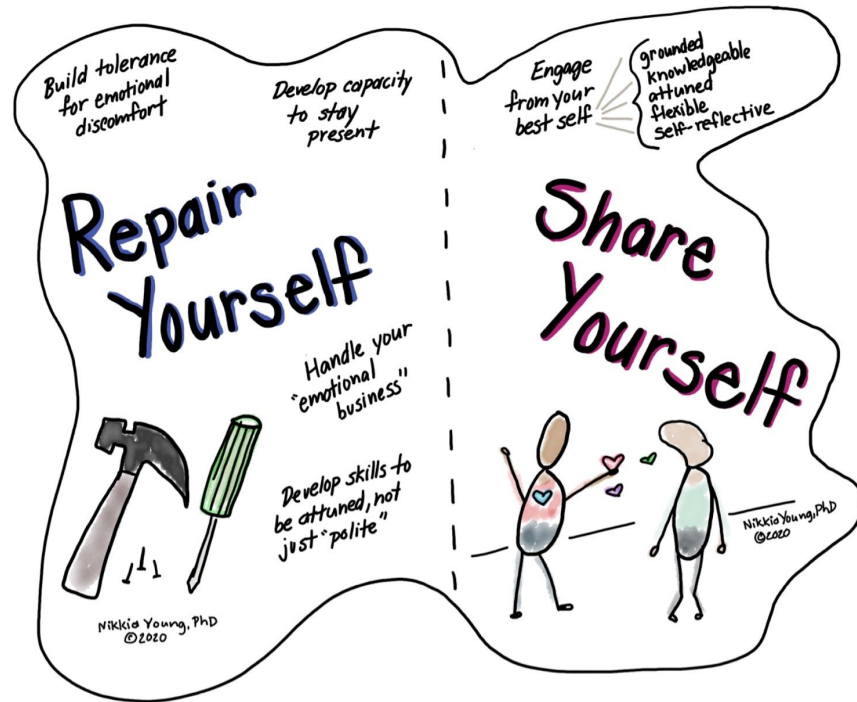 Build tolerance
for emotional
discomfort
Develop capacity
to stay
present
Repair
Yourself
Handle your
"emotional
business"
Develop skills to
be attuned, not
just "polite"
Nikkia Young, PhD
©2020
Engage
from your
best self
grounded
knowledgeable
attuned
flexible
self-reflective
Share
Yourself
Nikkia Young, PhD
©2020